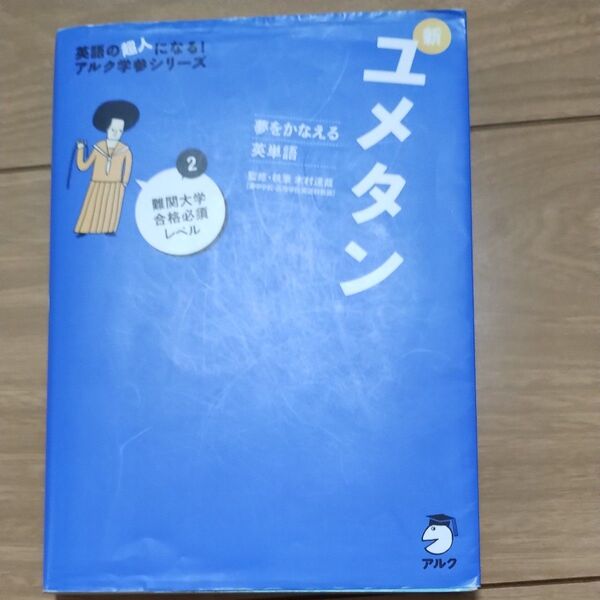 英語の超人になる!
アルク学参シリーズ
新
ユメタン
夢をかなえる
英単語
監修・執筆 木村達哉
2
難関大学
合格必須
レベル
アルク